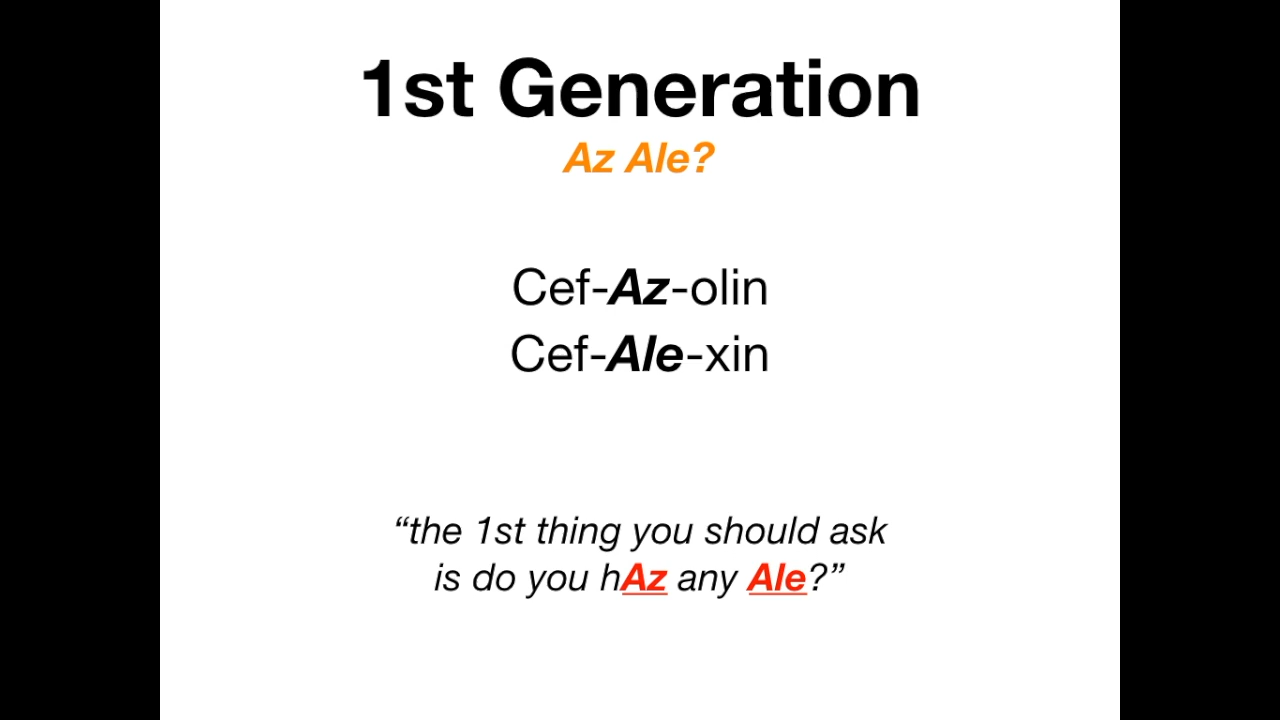 1st Generation
Az Ale?
Cef-Az-olin
Cef-Ale-xin
“the 1st thing you should ask
is do you hAz any Ale?”